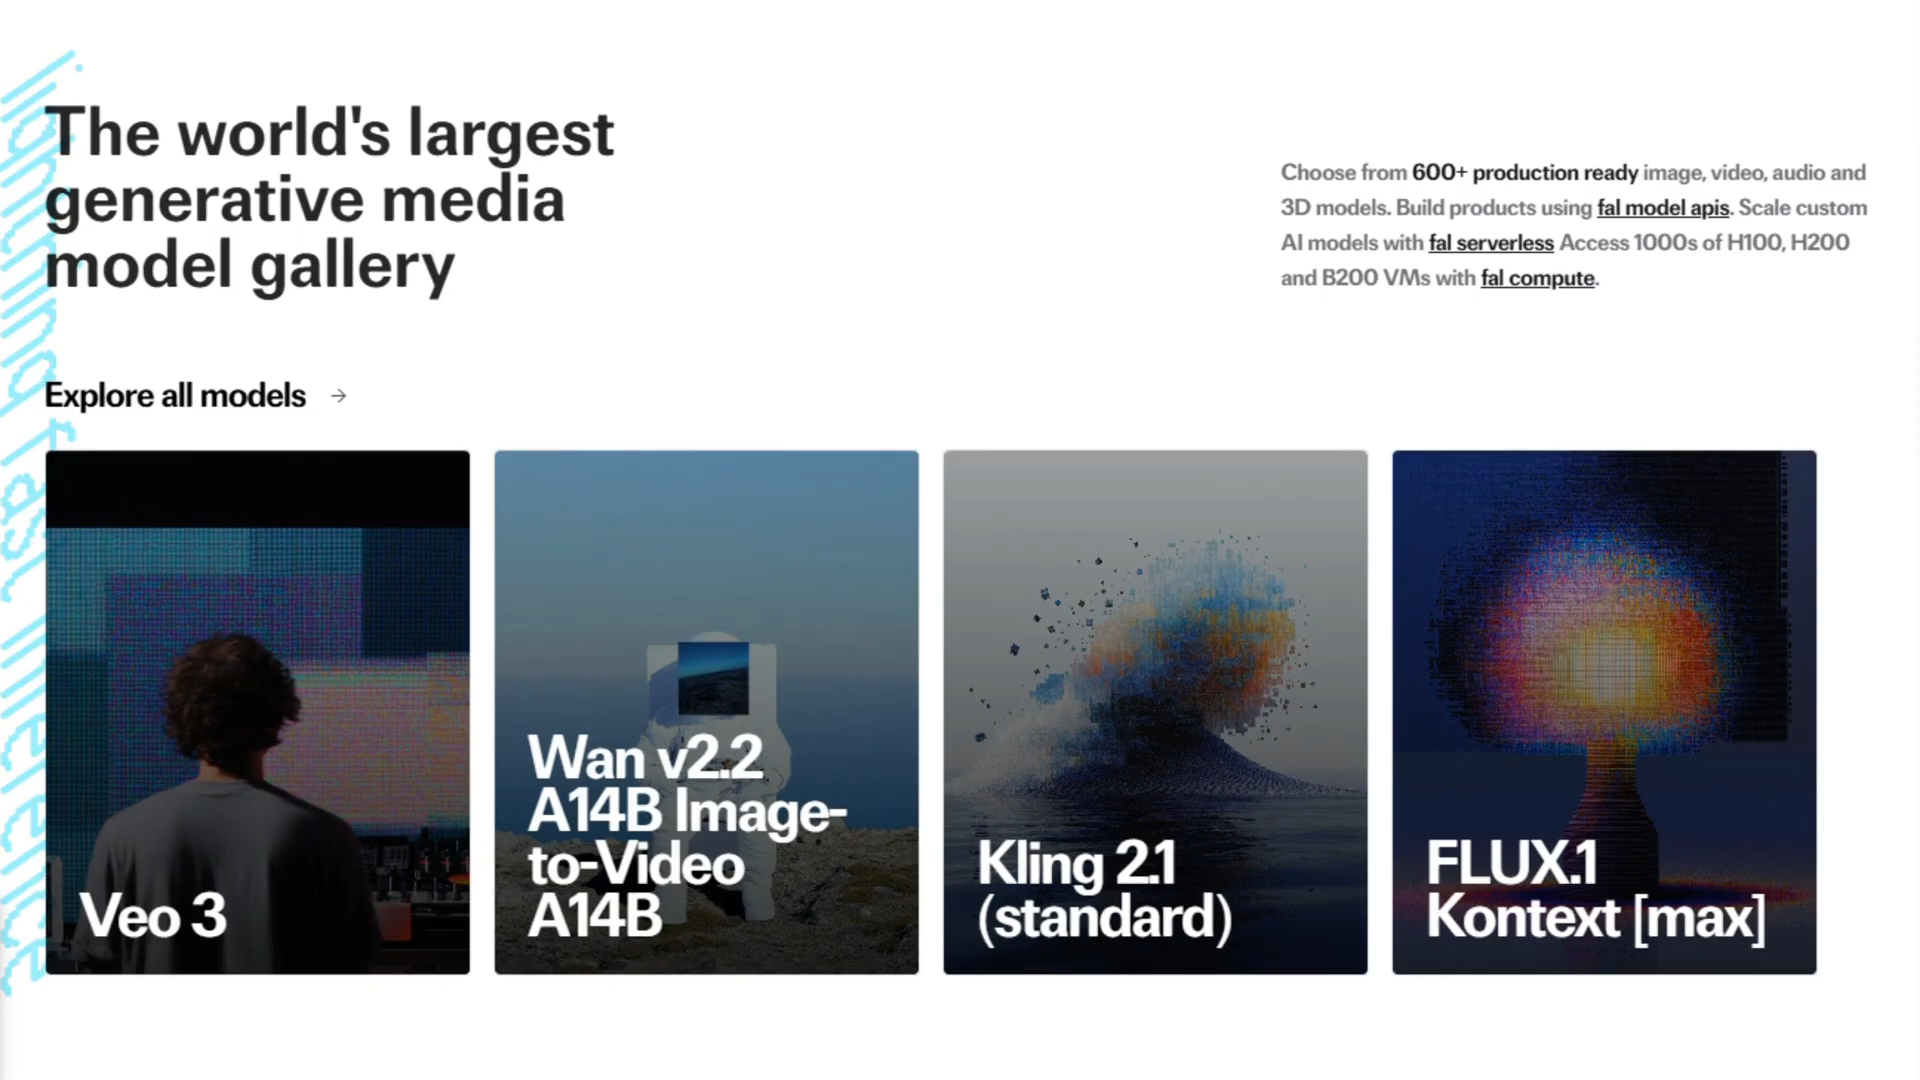 The world's largest
generative media
model gallery
Choose from 600+ production ready image, video, audio and
3D models. Build products using fal model apis. Scale custom
AI models with fal serverless Access 1000s of H100, H200
and B200 VMs with fal compute.
Explore all models →
Veo 3
Wan v2.2
A14B Image-
to-Video
A14B
Kling 2.1
(standard)
FLUX.1
Kontext [max]